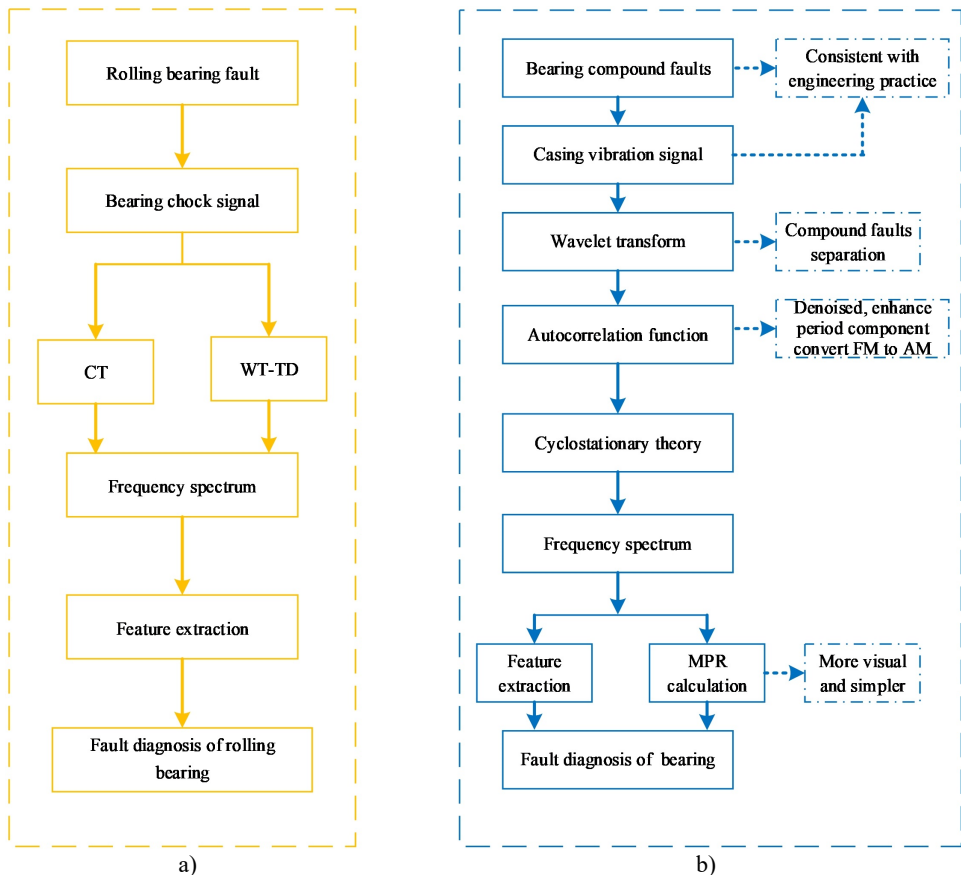 Rolling bearing fault
Bearing chock signal
CT
WT-TD
Frequency spectrum
Feature extraction
Fault diagnosis of rolling
bearing
a)
Bearing compound faults
Consistent with
engineering practice
Casing vibration signal
Wavelet transform
Compound faults
separation
Autocorrelation function
Denoised, enhance
period component
convert FM to AM
Cyclostationary theory
Frequency spectrum
Feature
extraction
MPR
calculation
More visual
and simpler
Fault diagnosis of bearing
b)